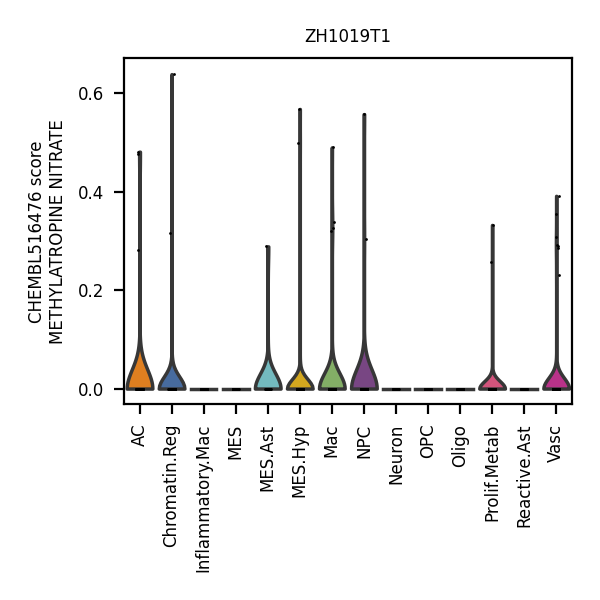 ZH1019T1
CHEMBL516476 score
METHYLATROPINE NITRATE
0.6
0.4
0.2
0.0
AC
Chromatin.Reg
Inflammatory.Mac
MES
MES.Ast
MES.Hyp
Mac
NPC
Neuron
OPC
Oligo
Prolif.Metab
Reactive.Ast
Vasc